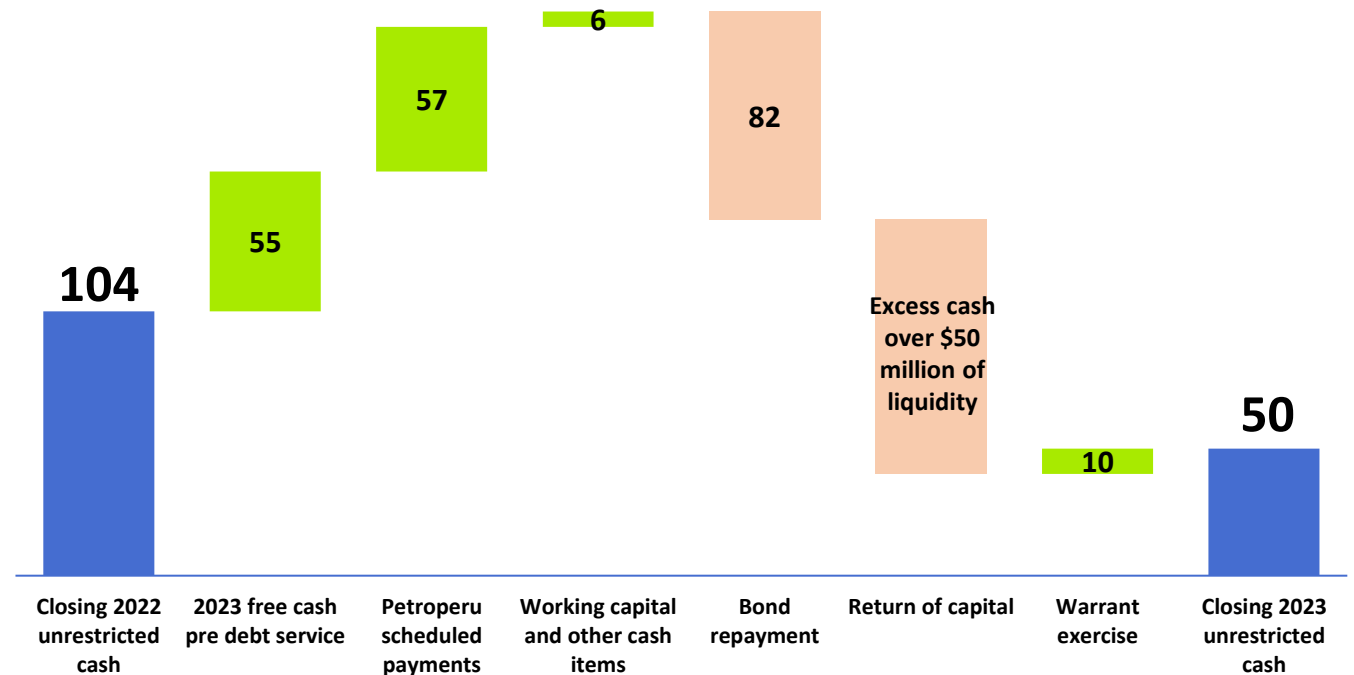 6
57
82
55
104
Excess cash
over $50
million of
liquidity
50
10
Closing 2022
unrestricted
cash
2023 free cash
pre debt service
Petroperu
scheduled
payments
Working capital
and other cash
items
Bond
repayment
Return of capital
Warrant
exercise
Closing 2023
unrestricted
cash